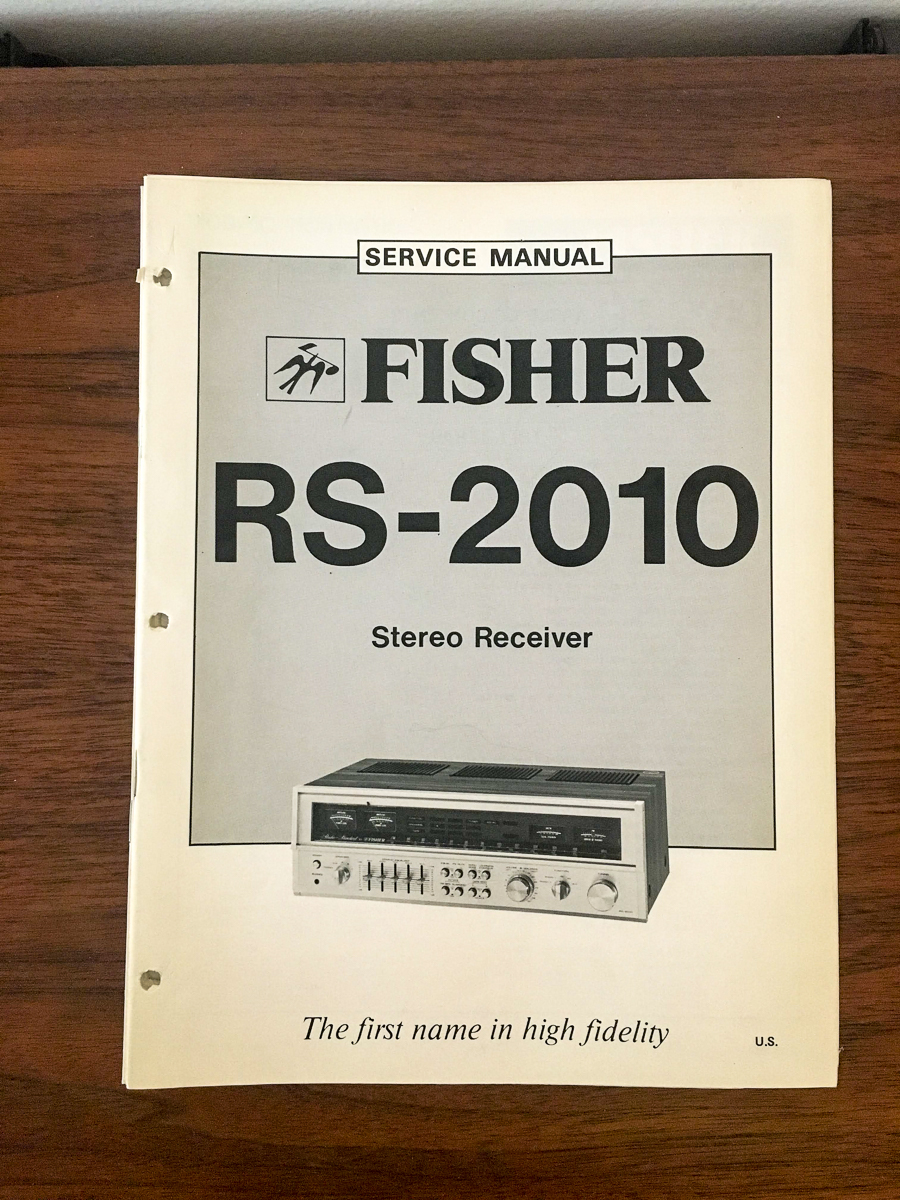 SERVICE MANUAL
FISHER
RS-2010
Stereo Receiver
The first name in high fidelity
U.S.